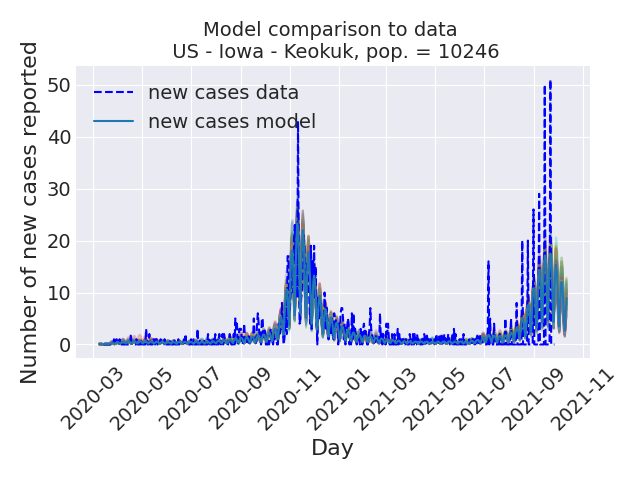 Model comparison to data
US - Iowa - Keokuk, pop. = 10246
Number of new cases reported
50
40
30
20
10
0
new cases data
new cases model
2020-03
2020-05
2020-07
2020-09
2020-11
2021-01
2021-03
2021-05
2021-07
2021-09
2021-11
Day